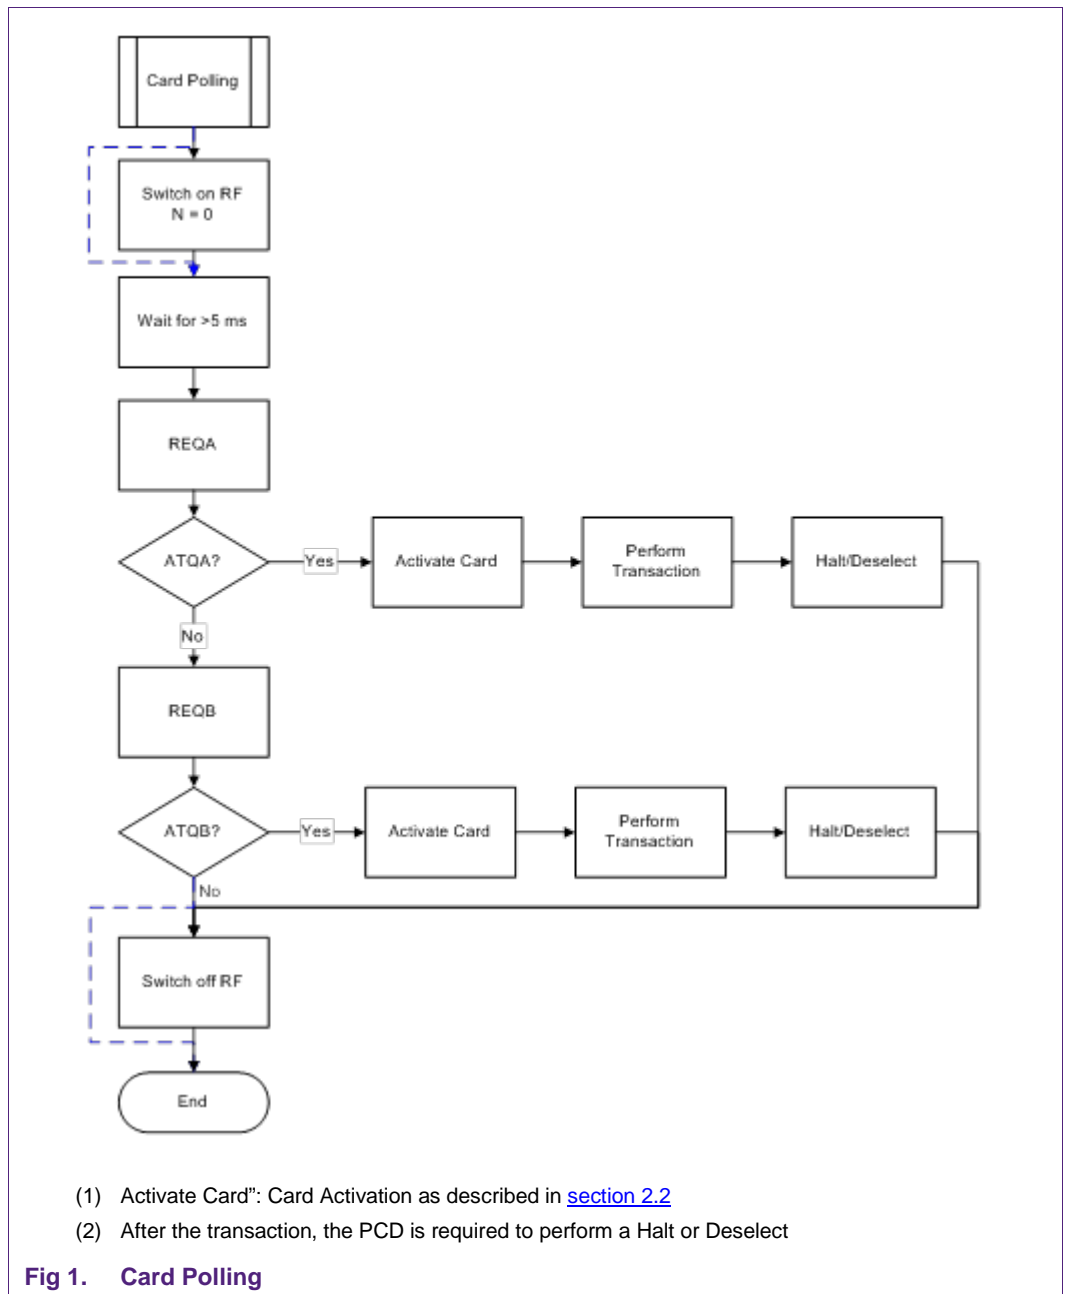 Card Polling
Switch on RF
N = 0
Wait for >5 ms
REQA
ATQA?
Yes
Activate Card
Perform
Transaction
Halt/Deselect
No
REQB
ATQB?
Yes
Activate Card
Perform
Transaction
Halt/Deselect
No
Switch off RF
End
(1) Activate Card”: Card Activation as described in section 2.2
(2) After the transaction, the PCD is required to perform a Halt or Deselect
Fig 1. Card Polling